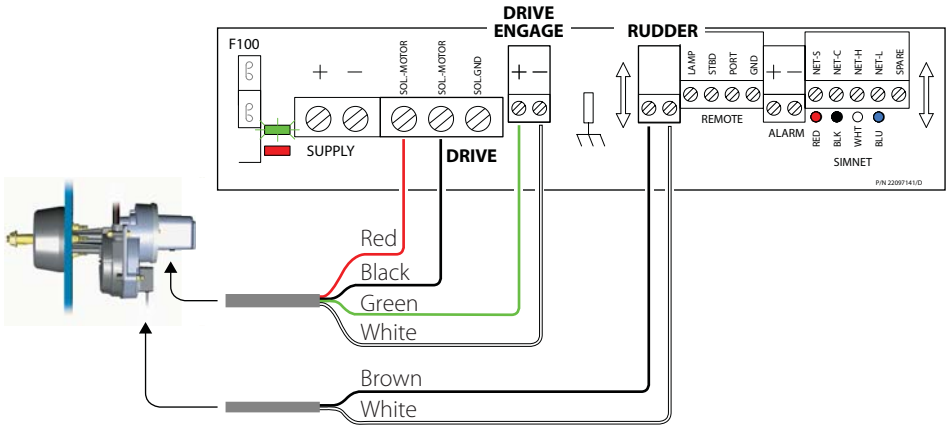 DRIVE
ENGAGE
RUDDER
F100
+ −
SOL.-MOTOR
SOL.-MOTOR
SOL.GND
+ −
LAMP
STBD
PORT
GND
+ −
NET-S
NET-C
NET-H
NET-L
SPARE
SUPPLY
DRIVE
REMOTE
ALARM
RED
BLK
WHT
BLU
SIMNET
P/N 22097141/D
Red
Black
Green
White
Brown
White